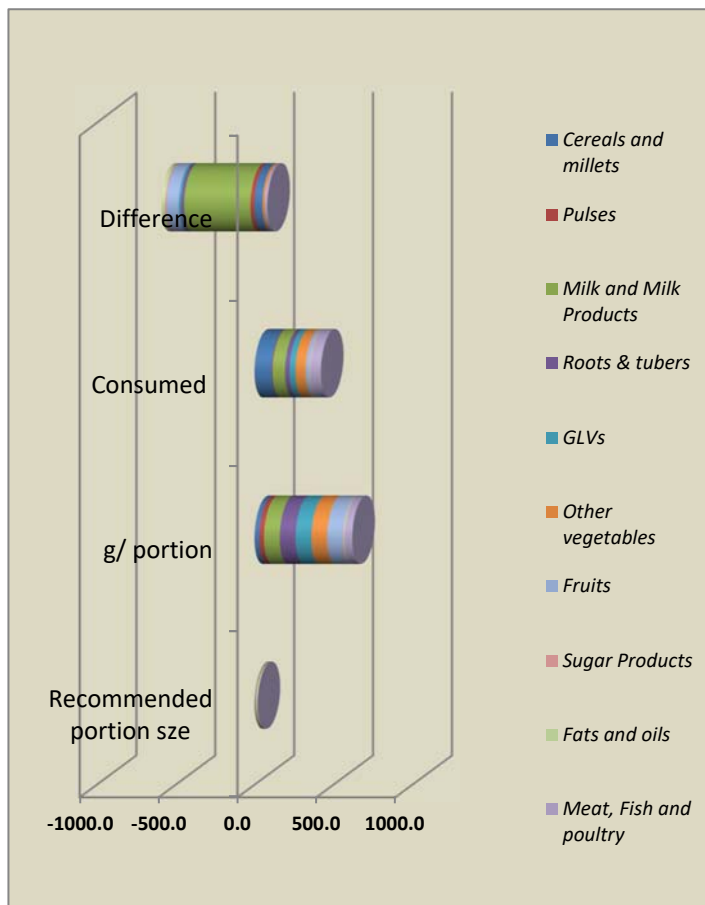 Difference
Consumed
g/ portion
Recommended
portion sze
-1000.0 -500.0 0.0 500.0 1000.0
Cereals and
millets
Pulses
Milk and Milk
Products
Roots & tubers
GLVs
Other
vegetables
Fruits
Sugar Products
Fats and oils
Meat, Fish and
poultry